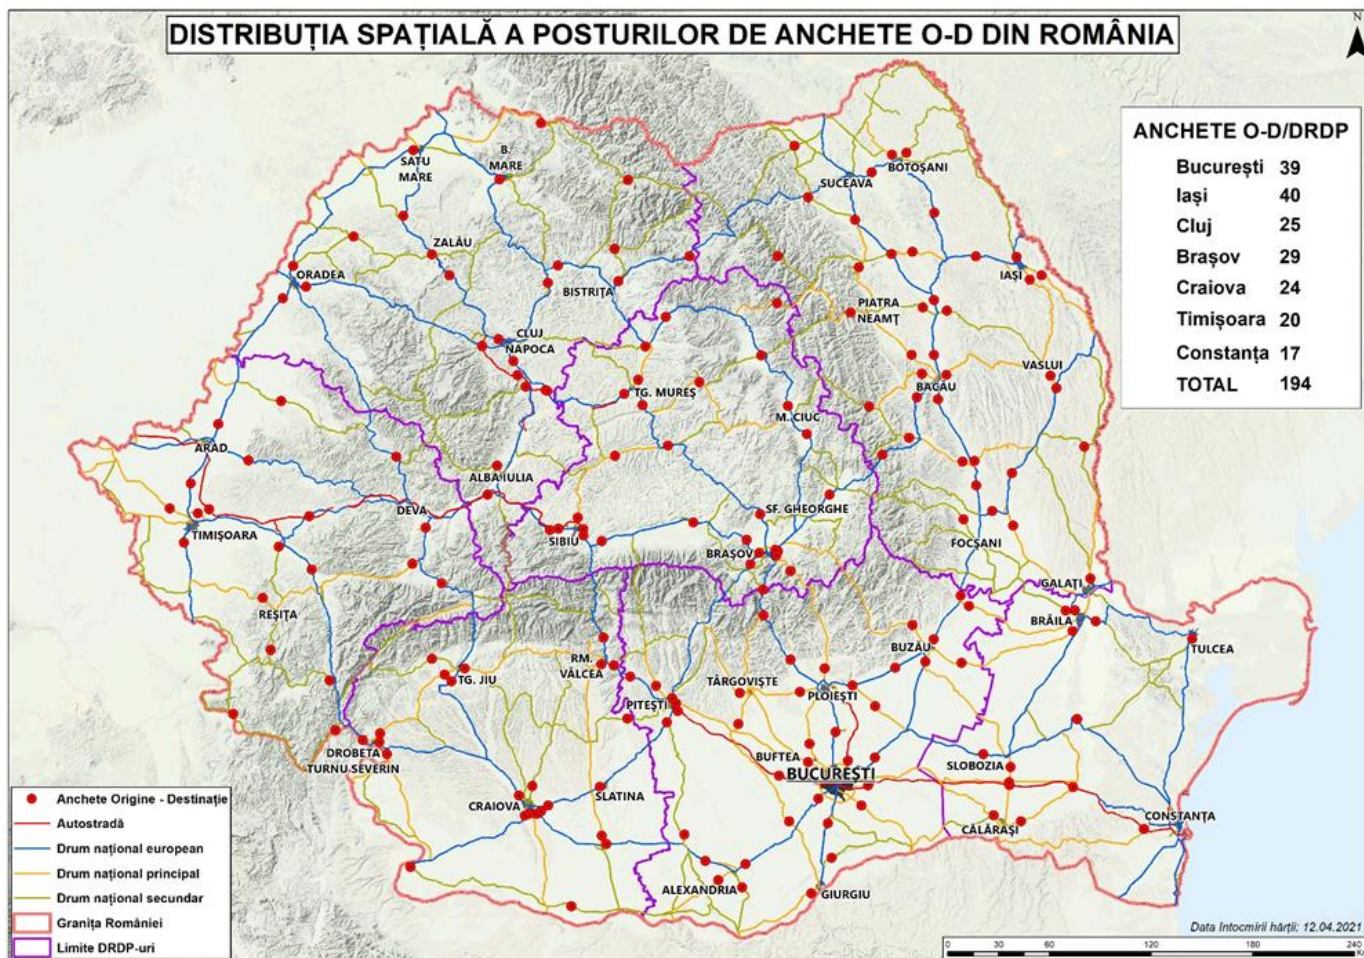 DISTRIBUȚIA SPAȚIALĂ A POSTURILOR DE ANCHETE O-D DIN ROMÂNIA
N
ANCHETE O-D/DRDP
București 39
Iași 40
Cluj 25
Brașov 29
Craiova 24
Timișoara 20
Constanța 17
TOTAL 194
SATU
MARE
B.
MARE
SUCEAVA
BOTOȘANI
ZALĂU
ORADEA
BISTRIȚA
IAȘI
PIATRA
NEAMȚ
CLUJ
NAPOCA
VASLUI
TG. MUREȘ
BACĂU
M. CIUC
ARAD
ALBA IULIA
DEVA
SF. GHEORGHE
TIMIȘOARA
SIBIU
BRAȘOV
FOCȘANI
GALAȚI
REȘIȚA
BRĂILA
TULCEA
BUZĂU
RM.
VÂLCEA
TG. JIU
TÂRGOVIȘTE
PLOIEȘTI
PITEȘTI
DROBETA
TURNU SEVERIN
BUFTEA
BUCUREȘTI
SLOBOZIA
CRAIOVA
SLATINA
CĂLĂRAȘI
CONSTANȚA
ALEXANDRIA
GIURGIU
Anchete Origine - Destinație
Autostradă
Drum național european
Drum național principal
Drum național secundar
Granița României
Limite DRDP-uri
Data întocmirii hărții: 12.04.2021
0 30 60 120 180 240